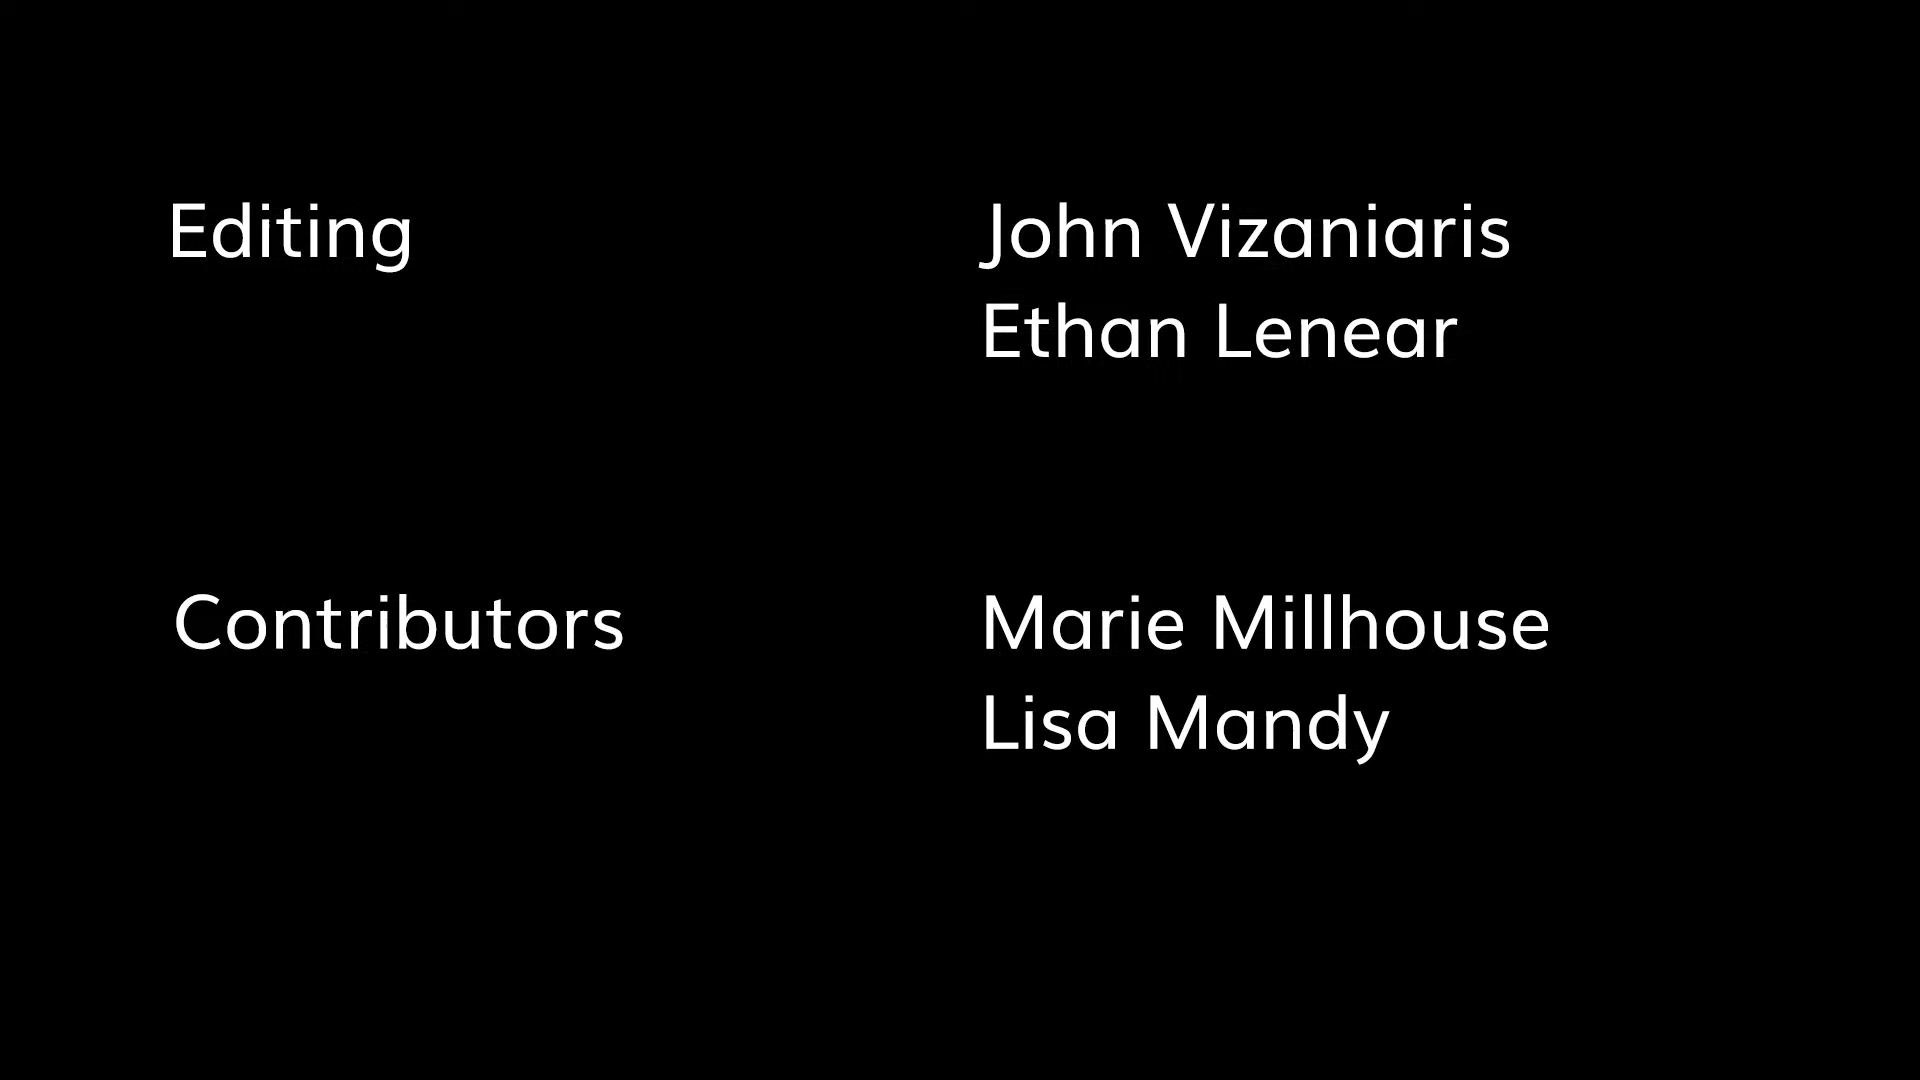 Editing John Vizaniaris
Ethan Lenear
Contributors Marie Millhouse
Lisa Mandy